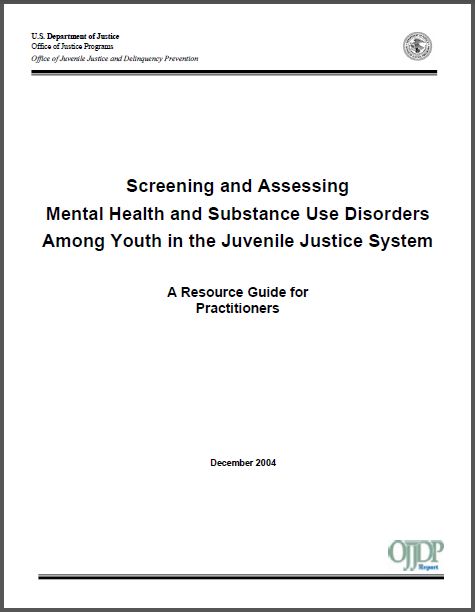 U.S. Department of Justice
Office of Justice Programs
Office of Juvenile Justice and Delinquency Prevention
Screening and Assessing
Mental Health and Substance Use Disorders
Among Youth in the Juvenile Justice System
A Resource Guide for
Practitioners
December 2004
OJJDP
Report